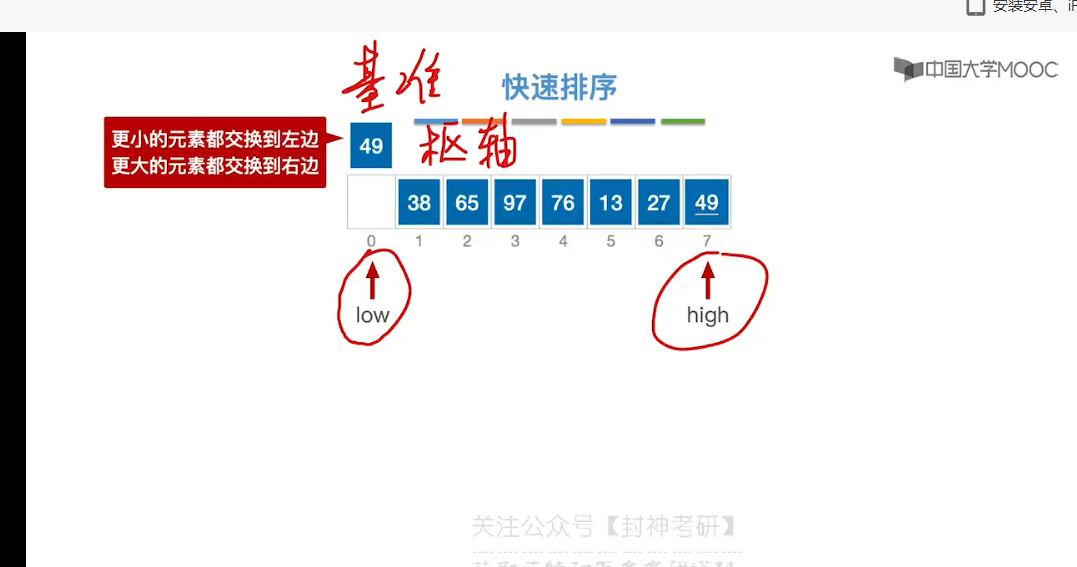 安装安卓、iP
基准
快速排序
中国大学MOOC
更小的元素都交换到左边
更大的元素都交换到右边
49
枢轴
38 65 97 76 13 27 49
0 1 2 3 4 5 6 7
low high
关注公众号【封神考研】